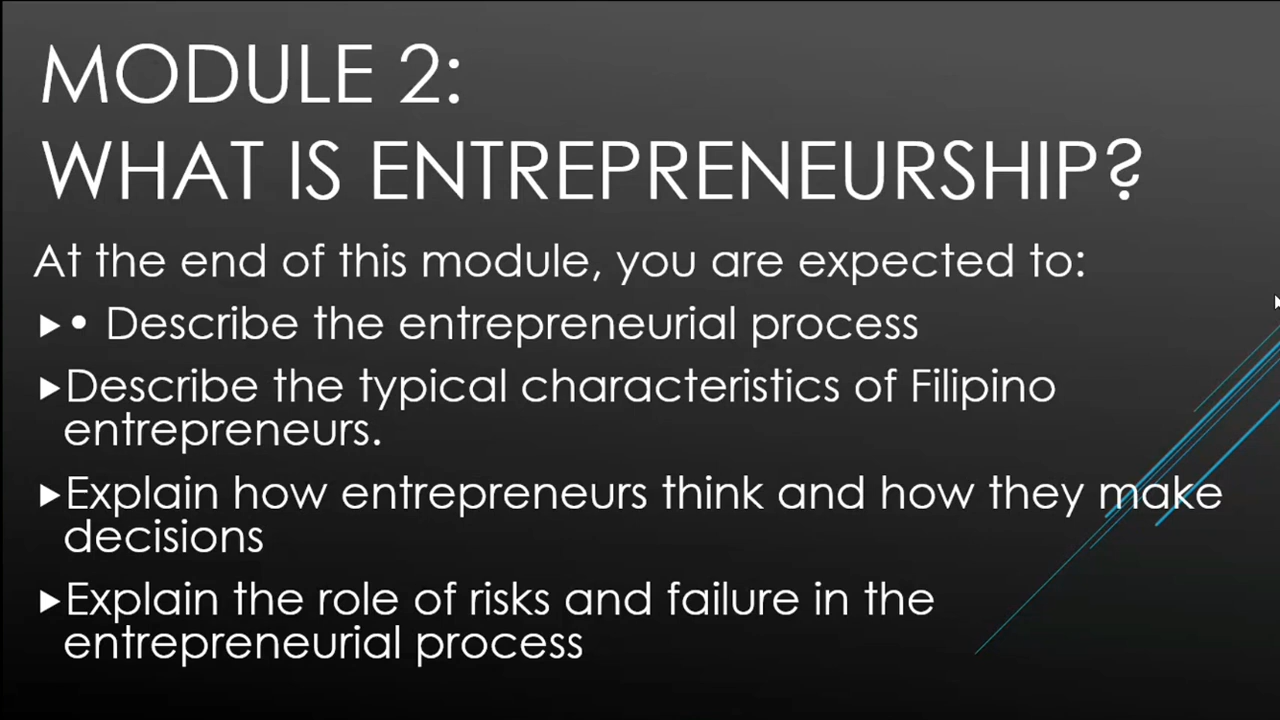 MODULE 2:
WHAT IS ENTREPRENEURSHIP?
At the end of this module, you are expected to:
▶• Describe the entrepreneurial process
▶Describe the typical characteristics of Filipino
entrepreneurs.
▶Explain how entrepreneurs think and how they make
decisions
▶Explain the role of risks and failure in the
entrepreneurial process